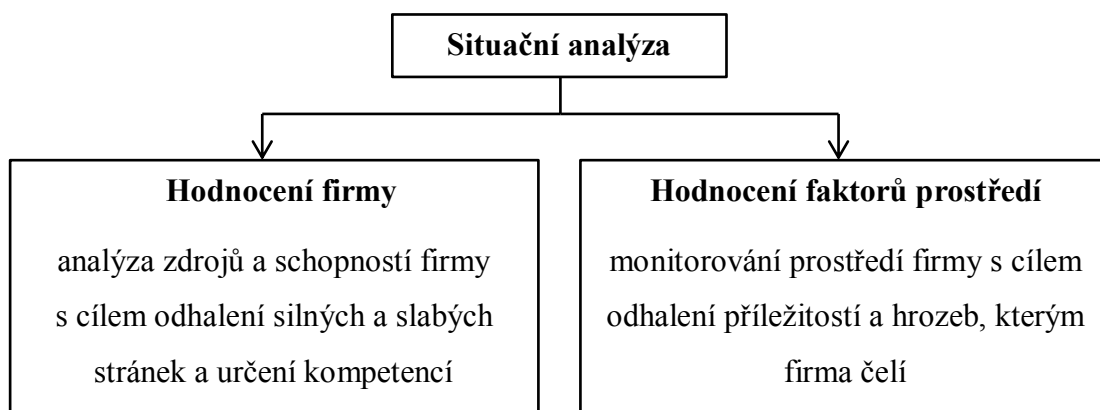 Situační analýza
Hodnocení firmy
analýza zdrojů a schopností firmy
s cílem odhalení silných a slabých
stránek a určení kompetencí
Hodnocení faktorů prostředí
monitorování prostředí firmy s cílem
odhalení příležitostí a hrozeb, kterým
firma čelí